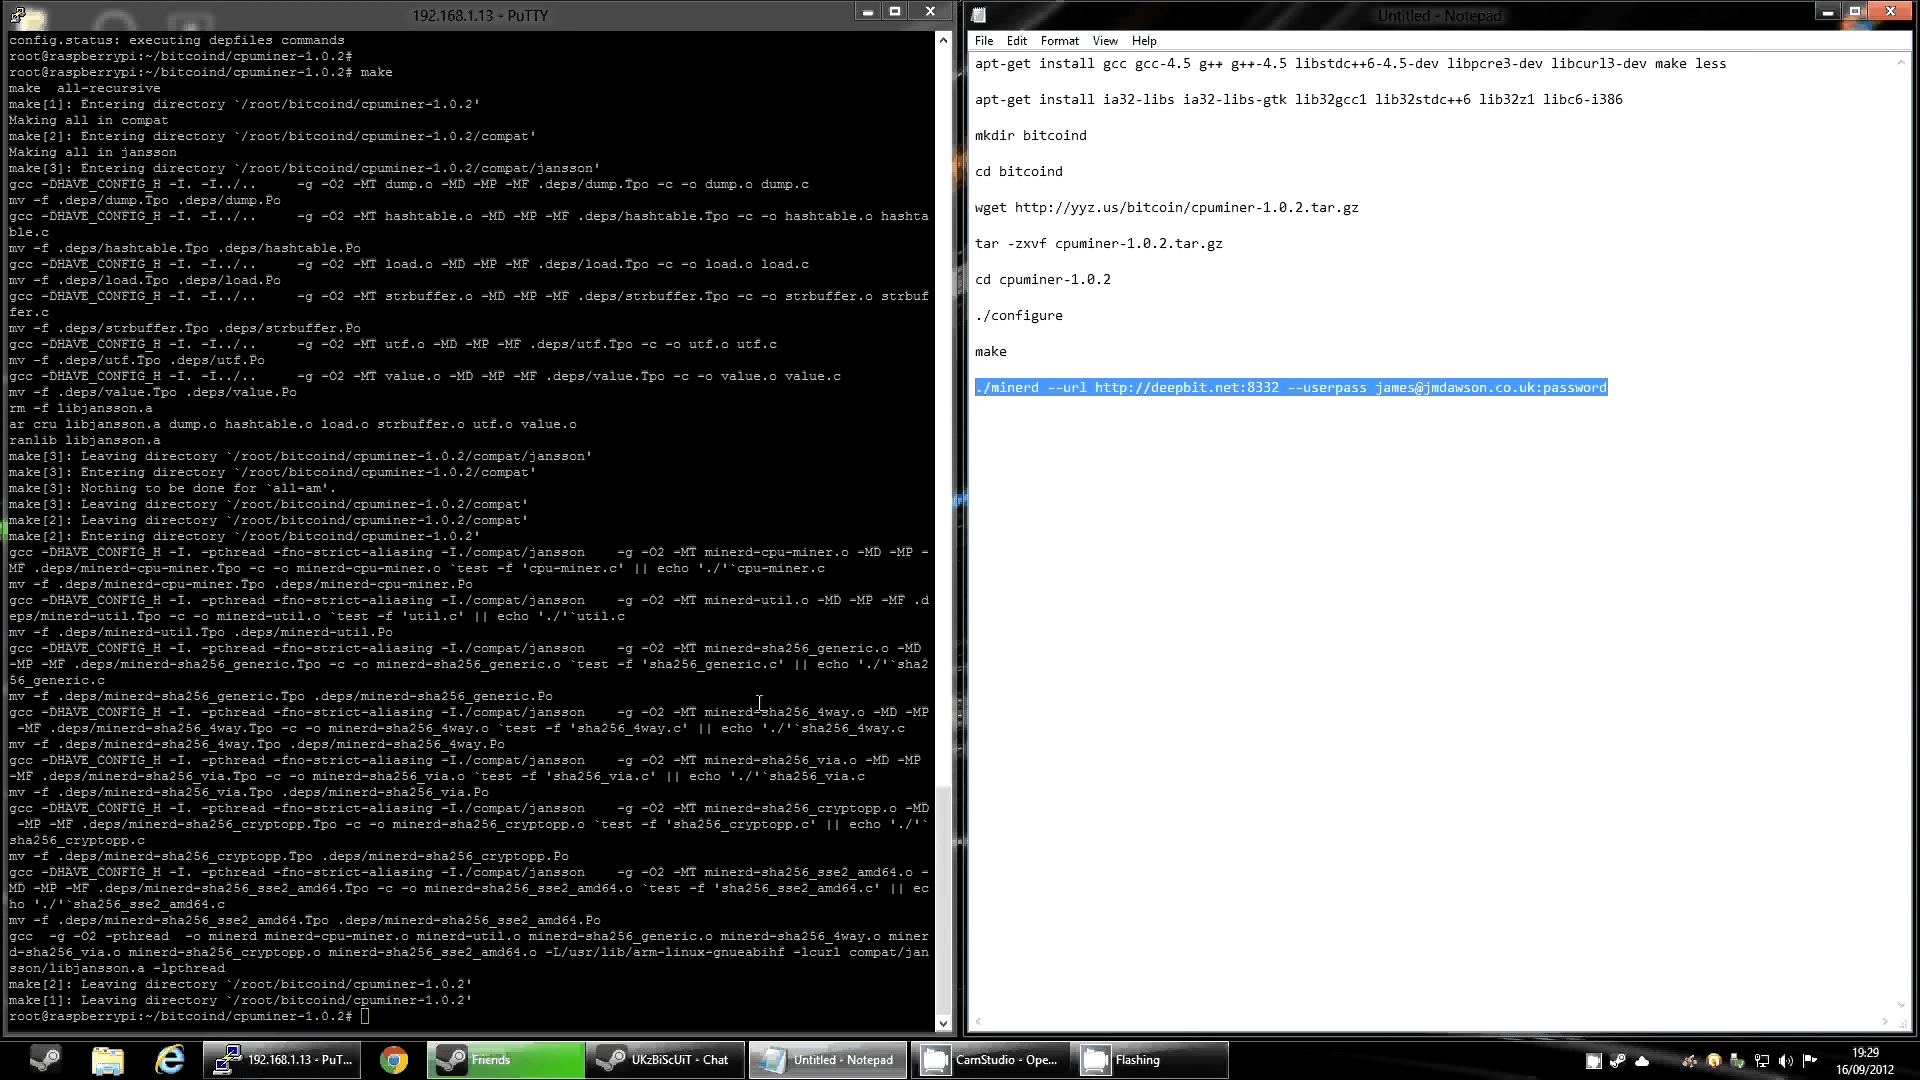 192.168.1.13 - PuTTY
config.status: executing depfiles commands
root@raspberrypi:~/bitcoind/cpuminer-1.0.2#
root@raspberrypi:~/bitcoind/cpuminer-1.0.2# make
make  all-recursive
make[1]: Entering directory `/root/bitcoind/cpuminer-1.0.2'
Making all in compat
make[2]: Entering directory `/root/bitcoind/cpuminer-1.0.2/compat'
Making all in jansson
make[3]: Entering directory `/root/bitcoind/cpuminer-1.0.2/compat/jansson'
gcc -DHAVE_CONFIG_H -I. -I../..     -g -O2 -MT dump.o -MD -MP -MF .deps/dump.Tpo -c -o dump.o dump.c
mv -f .deps/dump.Tpo .deps/dump.Po
gcc -DHAVE_CONFIG_H -I. -I../..     -g -O2 -MT hashtable.o -MD -MP -MF .deps/hashtable.Tpo -c -o hashtable.o hashta
ble.c
mv -f .deps/hashtable.Tpo .deps/hashtable.Po
gcc -DHAVE_CONFIG_H -I. -I../..     -g -O2 -MT load.o -MD -MP -MF .deps/load.Tpo -c -o load.o load.c
mv -f .deps/load.Tpo .deps/load.Po
gcc -DHAVE_CONFIG_H -I. -I../..     -g -O2 -MT strbuffer.o -MD -MP -MF .deps/strbuffer.Tpo -c -o strbuffer.o strbuf
fer.c
mv -f .deps/strbuffer.Tpo .deps/strbuffer.Po
gcc -DHAVE_CONFIG_H -I. -I../..     -g -O2 -MT utf.o -MD -MP -MF .deps/utf.Tpo -c -o utf.o utf.c
mv -f .deps/utf.Tpo .deps/utf.Po
gcc -DHAVE_CONFIG_H -I. -I../..     -g -O2 -MT value.o -MD -MP -MF .deps/value.Tpo -c -o value.o value.c
mv -f .deps/value.Tpo .deps/value.Po
rm -f libjansson.a
ar cru libjansson.a dump.o hashtable.o load.o strbuffer.o utf.o value.o
ranlib libjansson.a
make[3]: Leaving directory `/root/bitcoind/cpuminer-1.0.2/compat/jansson'
make[3]: Entering directory `/root/bitcoind/cpuminer-1.0.2/compat'
make[3]: Nothing to be done for `all-am'.
make[3]: Leaving directory `/root/bitcoind/cpuminer-1.0.2/compat'
make[2]: Leaving directory `/root/bitcoind/cpuminer-1.0.2/compat'
make[2]: Entering directory `/root/bitcoind/cpuminer-1.0.2'
gcc -DHAVE_CONFIG_H -I. -pthread -fno-strict-aliasing -I./compat/jansson    -g -O2 -MT minerd-cpu-miner.o -MD -MP -
MF .deps/minerd-cpu-miner.Tpo -c -o minerd-cpu-miner.o `test -f 'cpu-miner.c' || echo './'`cpu-miner.c
mv -f .deps/minerd-cpu-miner.Tpo .deps/minerd-cpu-miner.Po
gcc -DHAVE_CONFIG_H -I. -pthread -fno-strict-aliasing -I./compat/jansson    -g -O2 -MT minerd-util.o -MD -MP -MF .d
eps/minerd-util.Tpo -c -o minerd-util.o `test -f 'util.c' || echo './'`util.c
mv -f .deps/minerd-util.Tpo .deps/minerd-util.Po
gcc -DHAVE_CONFIG_H -I. -pthread -fno-strict-aliasing -I./compat/jansson    -g -O2 -MT minerd-sha256_generic.o -MD
-MP -MF .deps/minerd-sha256_generic.Tpo -c -o minerd-sha256_generic.o `test -f 'sha256_generic.c' || echo './'`sha2
56_generic.c
mv -f .deps/minerd-sha256_generic.Tpo .deps/minerd-sha256_generic.Po
gcc -DHAVE_CONFIG_H -I. -pthread -fno-strict-aliasing -I./compat/jansson    -g -O2 -MT minerd-sha256_4way.o -MD -MP
 -MF .deps/minerd-sha256_4way.Tpo -c -o minerd-sha256_4way.o `test -f 'sha256_4way.c' || echo './'`sha256_4way.c
mv -f .deps/minerd-sha256_4way.Tpo .deps/minerd-sha256_4way.Po
gcc -DHAVE_CONFIG_H -I. -pthread -fno-strict-aliasing -I./compat/jansson    -g -O2 -MT minerd-sha256_via.o -MD -MP
-MF .deps/minerd-sha256_via.Tpo -c -o minerd-sha256_via.o `test -f 'sha256_via.c' || echo './'`sha256_via.c
mv -f .deps/minerd-sha256_via.Tpo .deps/minerd-sha256_via.Po
gcc -DHAVE_CONFIG_H -I. -pthread -fno-strict-aliasing -I./compat/jansson    -g -O2 -MT minerd-sha256_cryptopp.o -MD
 -MP -MF .deps/minerd-sha256_cryptopp.Tpo -c -o minerd-sha256_cryptopp.o `test -f 'sha256_cryptopp.c' || echo './'`
sha256_cryptopp.c
mv -f .deps/minerd-sha256_cryptopp.Tpo .deps/minerd-sha256_cryptopp.Po
gcc -DHAVE_CONFIG_H -I. -pthread -fno-strict-aliasing -I./compat/jansson    -g -O2 -MT minerd-sha256_sse2_amd64.o -
MD -MP -MF .deps/minerd-sha256_sse2_amd64.Tpo -c -o minerd-sha256_sse2_amd64.o `test -f 'sha256_sse2_amd64.c' || ec
ho './'`sha256_sse2_amd64.c
mv -f .deps/minerd-sha256_sse2_amd64.Tpo .deps/minerd-sha256_sse2_amd64.Po
gcc  -g -O2 -pthread  -o minerd minerd-cpu-miner.o minerd-util.o minerd-sha256_generic.o minerd-sha256_4way.o miner
d-sha256_via.o minerd-sha256_cryptopp.o minerd-sha256_sse2_amd64.o -L/usr/lib/arm-linux-gnueabihf -lcurl compat/jan
sson/libjansson.a -lpthread
make[2]: Leaving directory `/root/bitcoind/cpuminer-1.0.2'
make[1]: Leaving directory `/root/bitcoind/cpuminer-1.0.2'
root@raspberrypi:~/bitcoind/cpuminer-1.0.2#
Untitled - Notepad
File Edit Format View Help
apt-get install gcc gcc-4.5 g++ g++-4.5 libstdc++6-4.5-dev libpcre3-dev libcurl3-dev make less
apt-get install ia32-libs ia32-libs-gtk lib32gcc1 lib32stdc++6 lib32z1 libc6-i386
mkdir bitcoind
cd bitcoind
wget http://yyz.us/bitcoin/cpuminer-1.0.2.tar.gz
tar -zxvf cpuminer-1.0.2.tar.gz
cd cpuminer-1.0.2
./configure
make
./minerd --url http://deepbit.net:8332 --userpass james@jmdawson.co.uk:password
192.168.1.13 - PuT...
Friends
UKzBiScUiT - Chat
Untitled - Notepad
CamStudio - Ope...
Flashing
19:29
16/09/2012